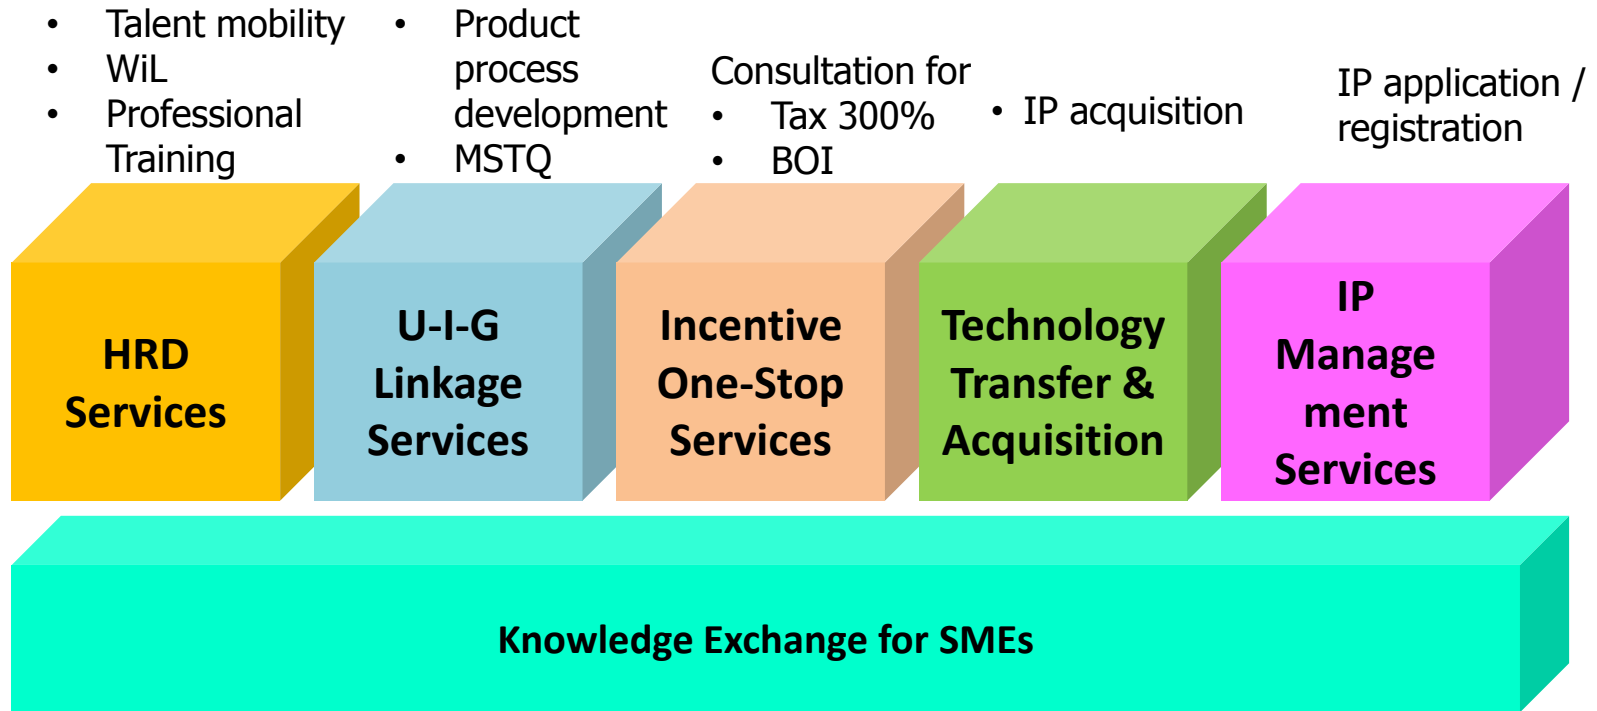 • Talent mobility
• WiL
• Professional
Training
• Product
process
development
• MSTQ
Consultation for
• Tax 300%
• BOI
• IP acquisition
IP application /
registration
HRD
Services
U-I-G
Linkage
Services
Incentive
One-Stop
Services
Technology
Transfer &
Acquisition
IP
Manage
ment
Services
Knowledge Exchange for SMEs